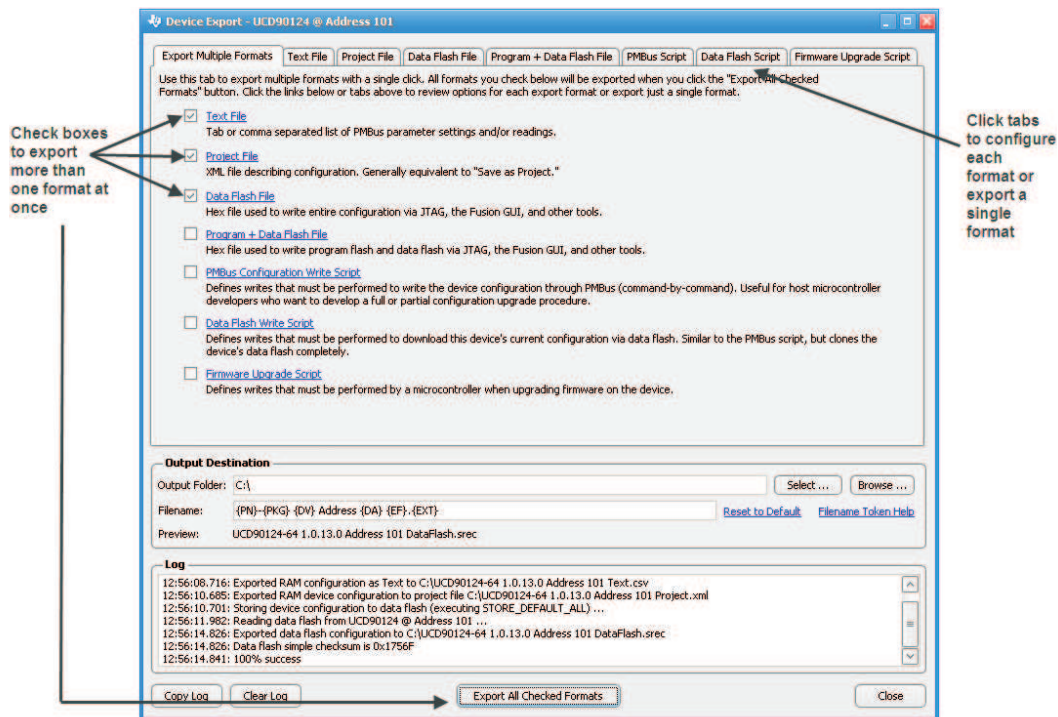 Device Export - UCD90124 @ Address 101
Export Multiple Formats
Text File
Project File
Data Flash File
Program + Data Flash File
PMBus Script
Data Flash Script
Firmware Upgrade Script
Use this tab to export multiple formats with a single click. All formats you check below will be exported when you click the "Export All Checked
Formats" button. Click the links below or tabs above to review options for each export format or export just a single format.
Text File
Tab or comma separated list of PMBus parameter settings and/or readings.
Project File
XML file describing configuration. Generally equivalent to "Save as Project."
Data Flash File
Hex file used to write entire configuration via JTAG, the Fusion GUI, and other tools.
Program + Data Flash File
Hex file used to write program flash and data flash via JTAG, the Fusion GUI, and other tools.
PMBus Configuration Write Script
Defines writes that must be performed to write the device configuration through PMBus (command-by-command). Useful for host microcontroller
developers who want to develop a full or partial configuration upgrade procedure.
Data Flash Write Script
Defines writes that must be performed to download this device's current configuration via data flash. Similar to the PMBus script, but clones the
device's data flash completely.
Firmware Upgrade Script
Defines writes that must be performed by a microcontroller when upgrading firmware on the device.
Check boxes
to export
more than
one format at
once
Click tabs
to configure
each
format or
export a
single
format
Output Destination
Output Folder: C:\
Select ...
Browse ...
Filename: {PN}-{PKG} {DV} Address {DA} {EF}.{EXT}
Reset to Default
Filename Token Help
Preview: UCD90124-64 1.0.13.0 Address 101 DataFlash.srec
Log
12:56:08.716: Exported RAM configuration as Text to C:\UCD90124-64 1.0.13.0 Address 101 Text.csv
12:56:10.685: Exported RAM device configuration to project file C:\UCD90124-64 1.0.13.0 Address 101 Project.xml
12:56:10.701: Storing device configuration to data flash (executing STORE_DEFAULT_ALL) ...
12:56:11.982: Reading data flash from UCD90124 @ Address 101 ...
12:56:14.826: Exported data flash configuration to C:\UCD90124-64 1.0.13.0 Address 101 DataFlash.srec
12:56:14.826: Data flash simple checksum is 0x1756F
12:56:14.841: 100% success
Copy Log
Clear Log
Export All Checked Formats
Close